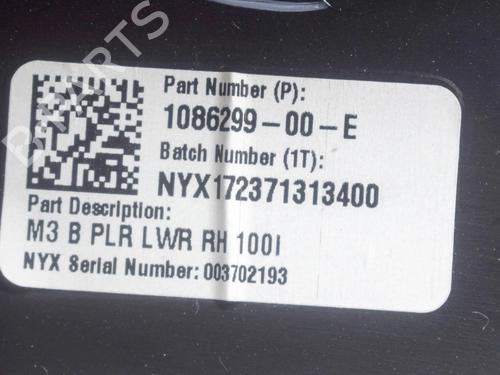 Part Number (P):
1086299-00-E
Batch Number (1T):
NYX172371313400
Part Description:
M3 B PLR LWR RH 100I
NYX Serial Number: 003702193
B-PARTS